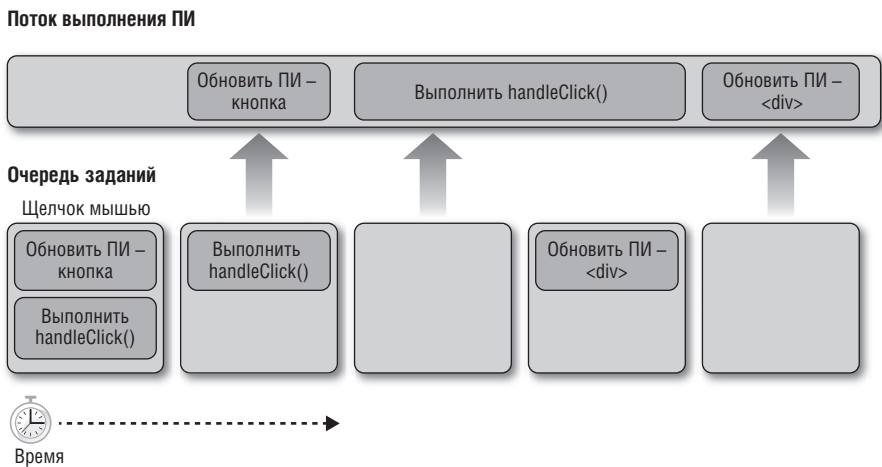 Поток выполнения ПИ
Обновить ПИ –
кнопка
Выполнить handleClick()
Обновить ПИ –
<div>
Очередь заданий
Щелчок мышью
Обновить ПИ –
кнопка
Выполнить
handleClick()
Выполнить
handleClick()
Обновить ПИ –
<div>
Время